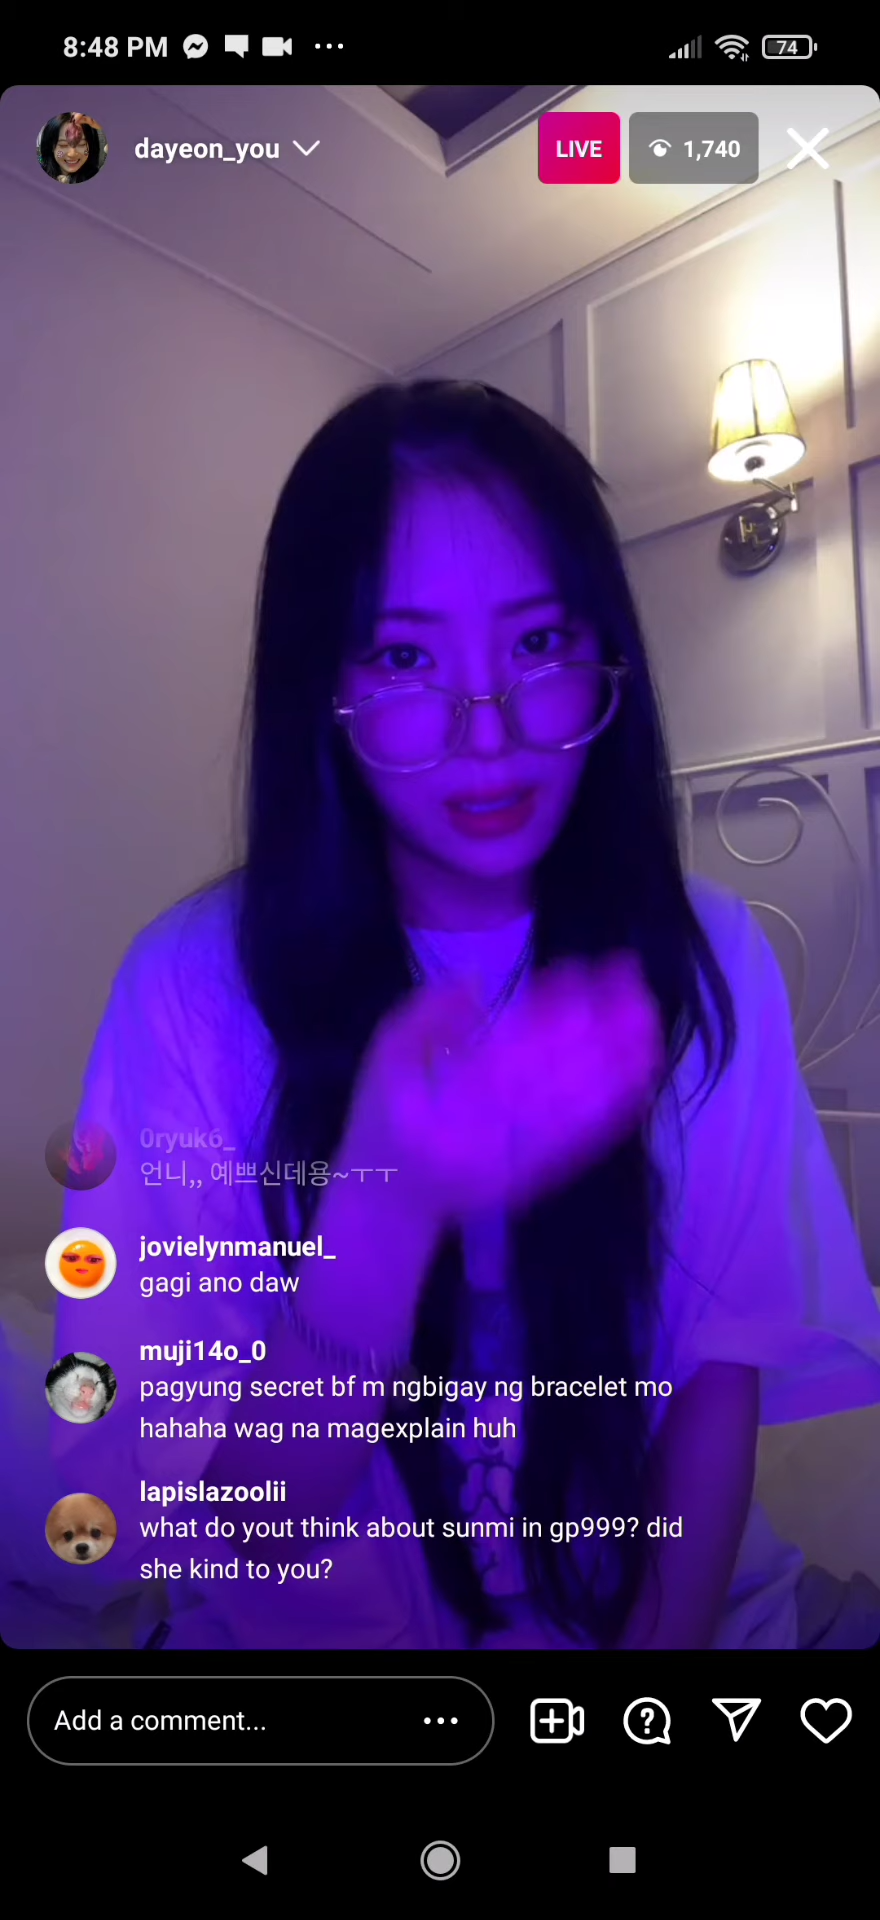 8:48 PM
74
dayeon_you
LIVE
1,740
0ryuk6_
언니,, 예쁘신데용~ㅜㅜ
jovielynmanuel_
gagi ano daw
muji14o_0
pagyung secret bf m ngbigay ng bracelet mo
hahaha wag na magexplain huh
lapislazoolii
what do yout think about sunmi in gp999? did
she kind to you?
Add a comment...